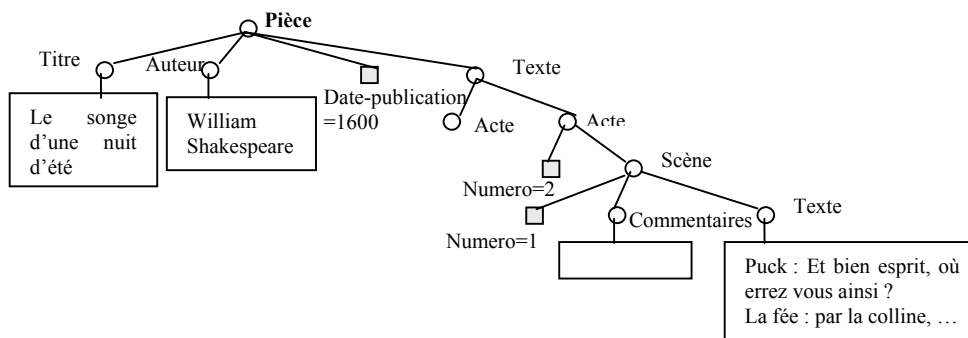 Pièce
Titre
Auteur
Texte
Date-publication
=1600
Le songe
d'une nuit
d'été
William
Shakespeare
Acte
Acte
Scène
Numero=2
Numero=1
Commentaires
Texte
Puck : Et bien esprit, où
errez vous ainsi ?
La fée : par la colline, …